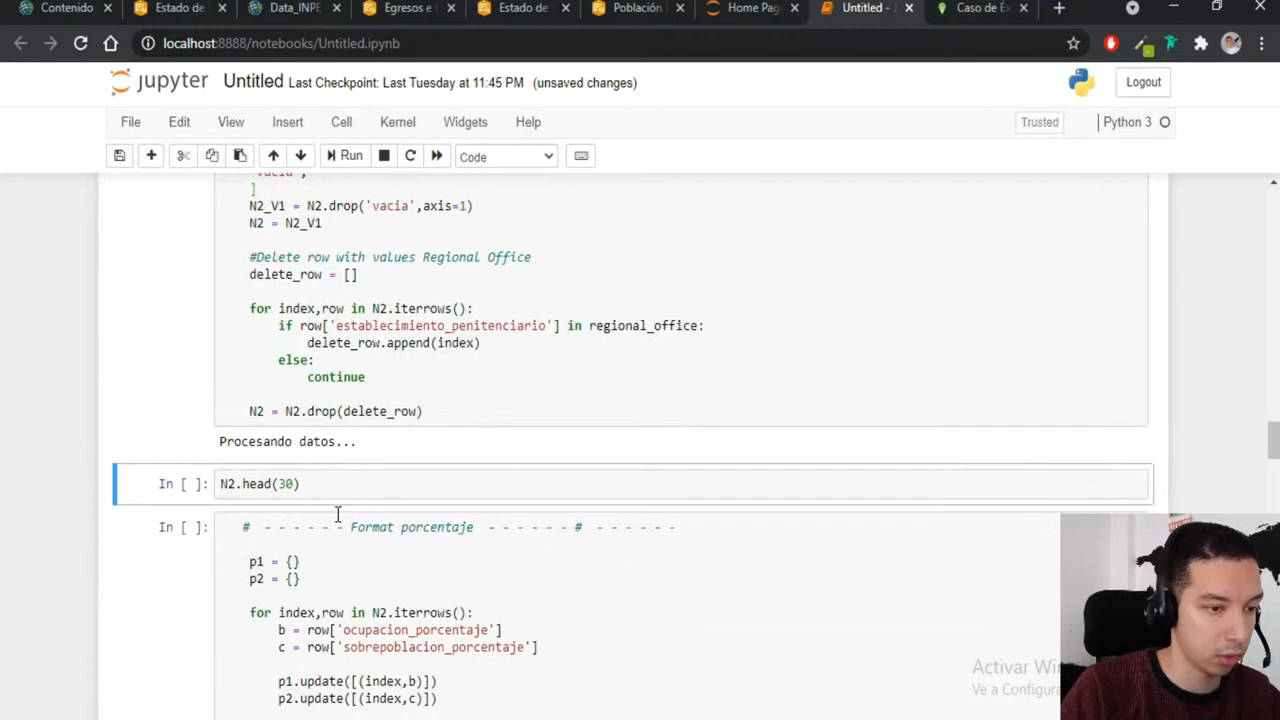 Contenido
Estado de
Data_INPE
Egresos e I
Estado de
Población
Home Pag
Untitled - J
Caso de Éx
localhost:8888/notebooks/Untitled.ipynb
jupyter Untitled Last Checkpoint: Last Tuesday at 11:45 PM (unsaved changes)
Logout
File Edit View Insert Cell Kernel Widgets Help
Trusted
Python 3
Run
Code
'vacia',
]
N2_V1 = N2.drop('vacia',axis=1)
N2 = N2_V1
#Delete row with values Regional Office
delete_row = []
for index,row in N2.iterrows():
if row['establecimiento_penitenciario'] in regional_office:
delete_row.append(index)
else:
continue
N2 = N2.drop(delete_row)
Procesando datos...
In [ ]: N2.head(30)
In [ ]: # - - - - - - Format porcentaje - - - - - - # - - - - - -
p1 = {}
p2 = {}
for index,row in N2.iterrows():
b = row['ocupacion_porcentaje']
c = row['sobrepoblacion_porcentaje']
p1.update([(index,b)])
p2.update([(index,c)])
Activar Win
Ve a Configura